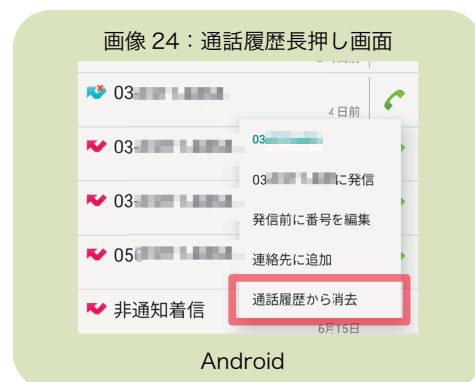 画像 24：通話履歴長押し画面
03
4日前
03
03
03
03 に発信
03
発信前に番号を編集
050
連絡先に追加
非通知着信
通話履歴から消去
6月15日
Android